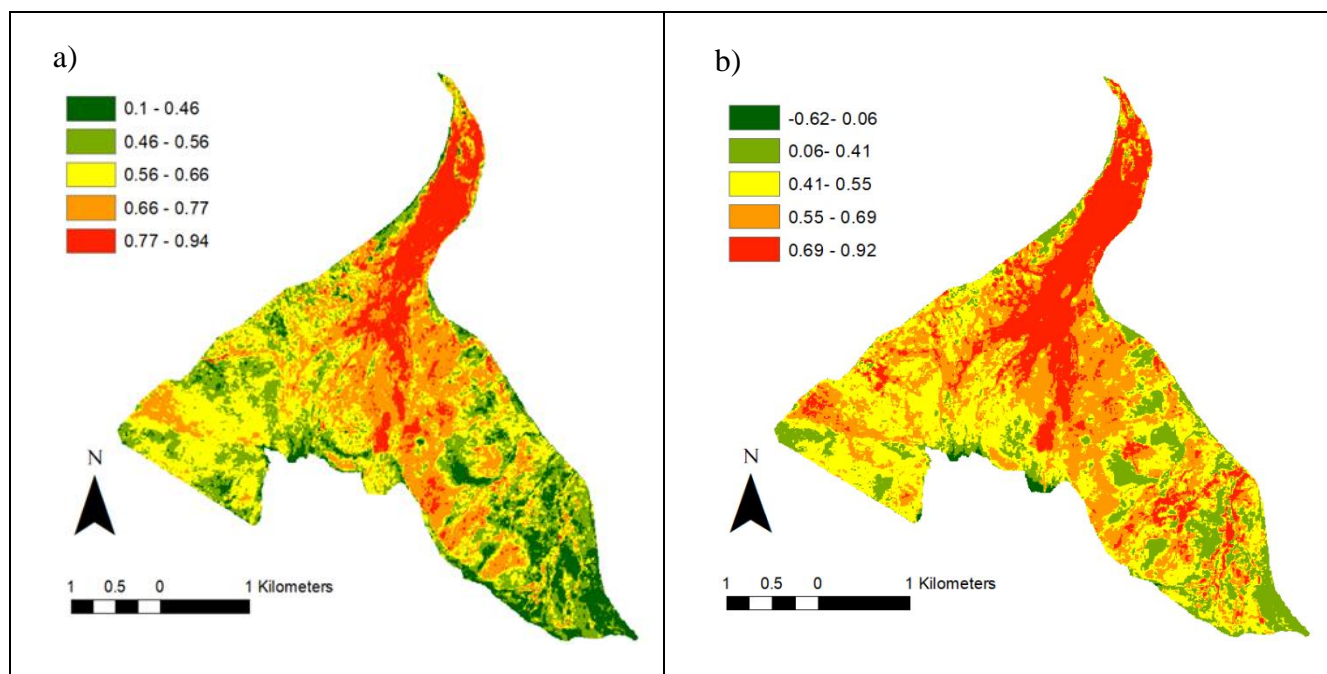 a)
0.1 - 0.46
0.46 - 0.56
0.56 - 0.66
0.66 - 0.77
0.77 - 0.94
N
1 0.5 0 1 Kilometers
b)
-0.62- 0.06
0.06- 0.41
0.41- 0.55
0.55 - 0.69
0.69 - 0.92
N
1 0.5 0 1 Kilometers